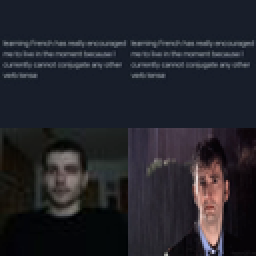 learning French has really encouraged
me to live in the moment because I
currently cannot conjugate any other
verb tense
learning French has really encouraged
me to live in the moment because I
currently cannot conjugate any other
verb tense